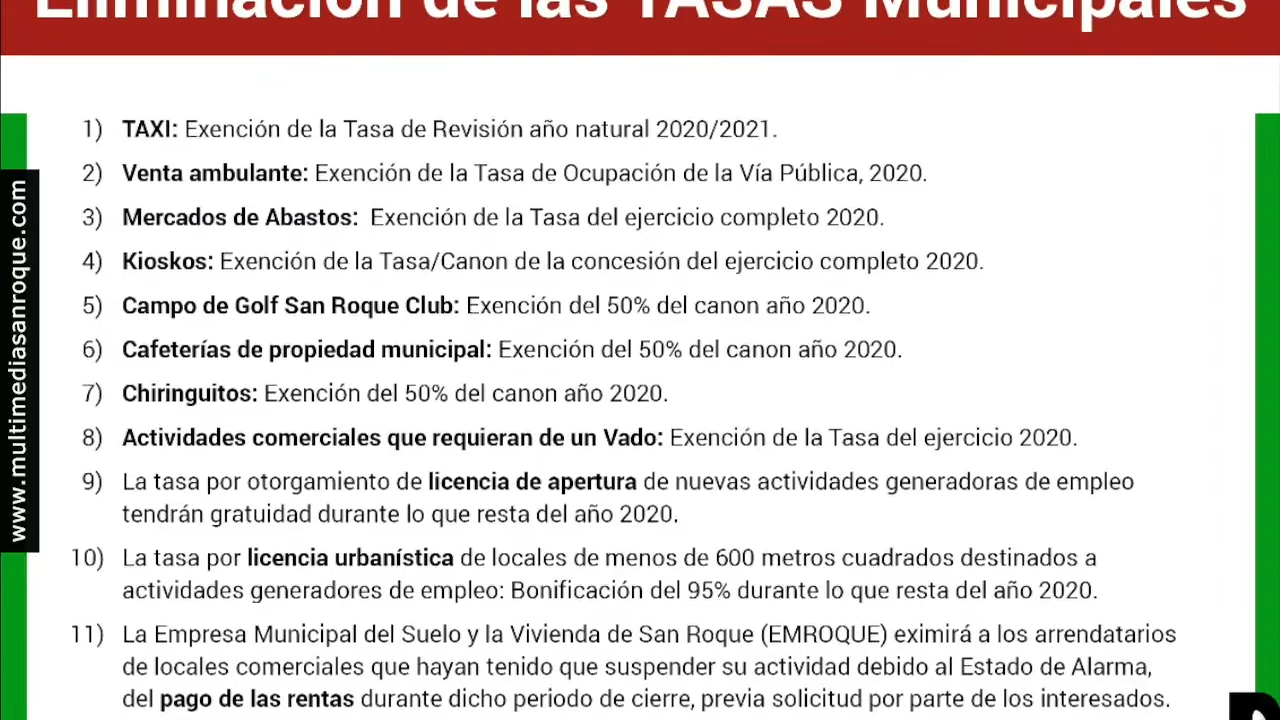 Eliminación de las TASAS Municipales
1) TAXI: Exención de la Tasa de Revisión año natural 2020/2021.
2) Venta ambulante: Exención de la Tasa de Ocupación de la Vía Pública, 2020.
3) Mercados de Abastos: Exención de la Tasa del ejercicio completo 2020.
4) Kioskos: Exención de la Tasa/Canon de la concesión del ejercicio completo 2020.
5) Campo de Golf San Roque Club: Exención del 50% del canon año 2020.
6) Cafeterías de propiedad municipal: Exención del 50% del canon año 2020.
7) Chiringuitos: Exención del 50% del canon año 2020.
8) Actividades comerciales que requieran de un Vado: Exención de la Tasa del ejercicio 2020.
9) La tasa por otorgamiento de licencia de apertura de nuevas actividades generadoras de empleo
tendrán gratuidad durante lo que resta del año 2020.
10) La tasa por licencia urbanística de locales de menos de 600 metros cuadrados destinados a
actividades generadores de empleo: Bonificación del 95% durante lo que resta del año 2020.
11) La Empresa Municipal del Suelo y la Vivienda de San Roque (EMROQUE) eximirá a los arrendatarios
de locales comerciales que hayan tenido que suspender su actividad debido al Estado de Alarma,
del pago de las rentas durante dicho periodo de cierre, previa solicitud por parte de los interesados.
www.multimediasanroque.com